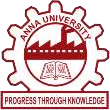 ANNA UNIVERSITY
PROGRESS THROUGH KNOWLEDGE